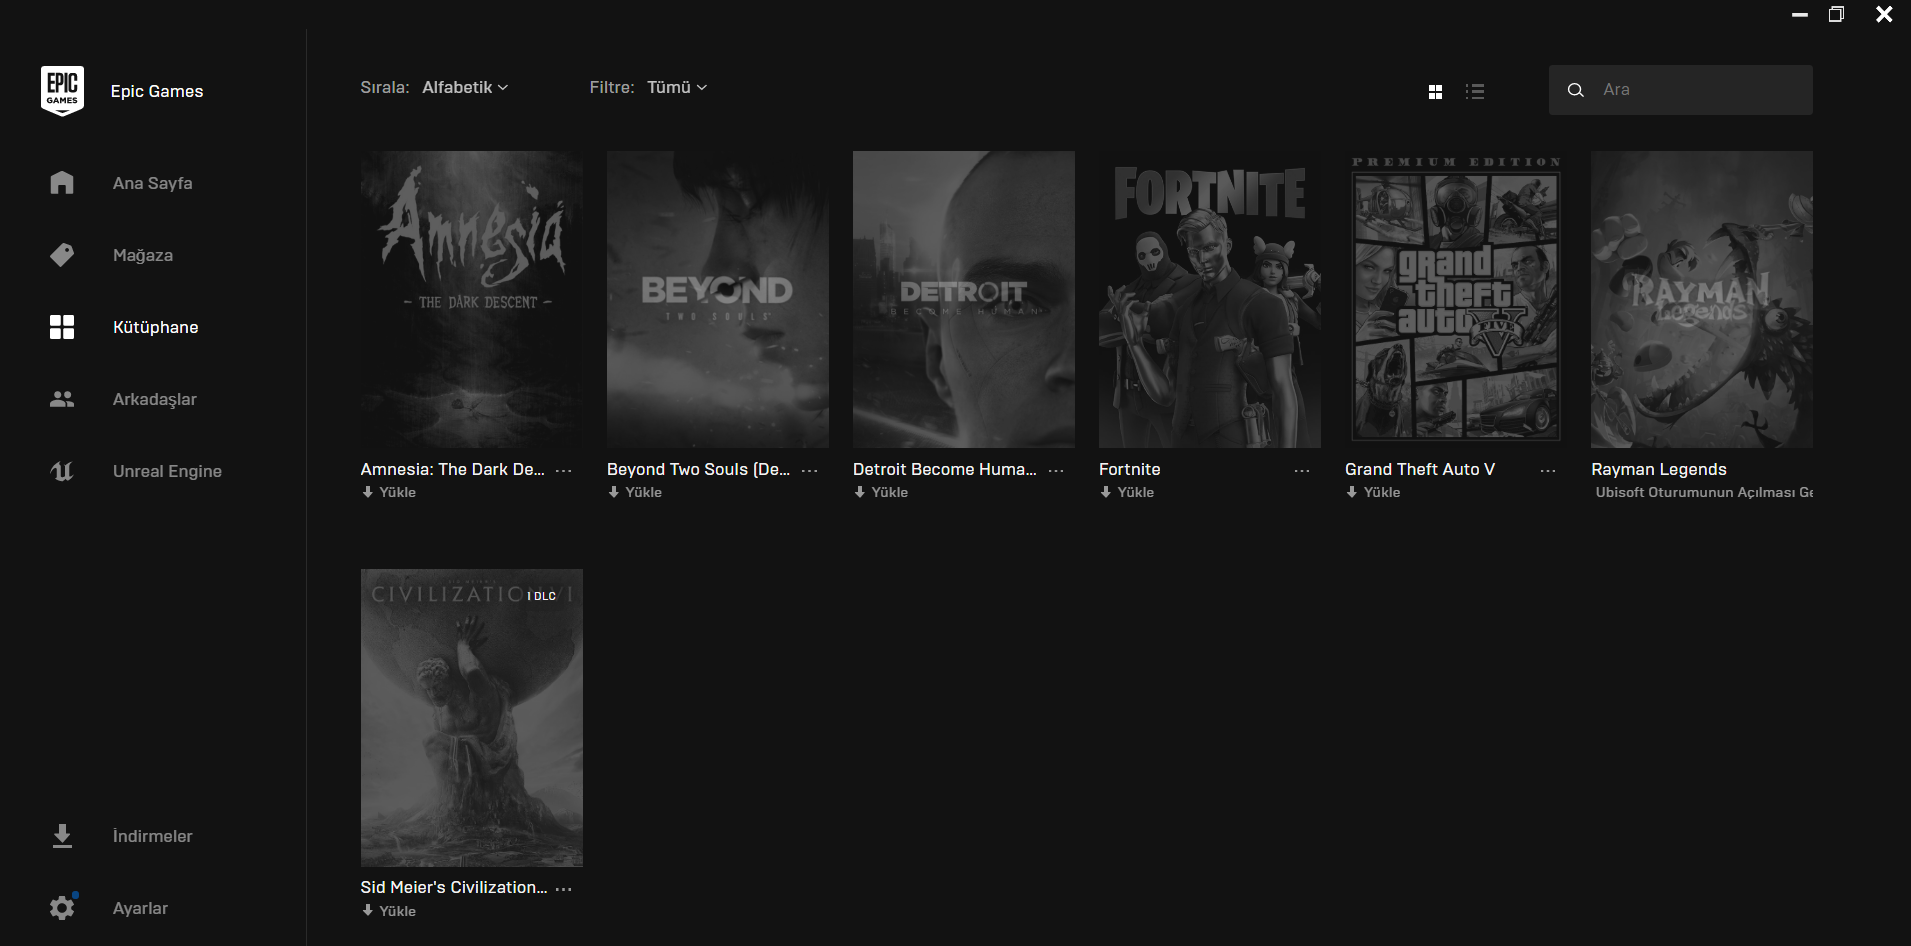 EPIC
GAMES
Epic Games
Ana Sayfa
Mağaza
Kütüphane
Arkadaşlar
Unreal Engine
İndirmeler
Ayarlar
Sırala: Alfabetik
Filtre: Tümü
Ara
Amnesia
- THE DARK DESCENT -
BEYOND
TWO SOULS
DETROIT
BECOME HUMAN
FORTNITE
PREMIUM EDITION
grand
theft
auto
FIVE
V
RAYMAN
Legends
Amnesia: The Dark De...
Yükle
Beyond Two Souls (De...
Yükle
Detroit Become Huma...
Yükle
Fortnite
Yükle
Grand Theft Auto V
Yükle
Rayman Legends
Ubisoft Oturumunun Açılması Ge
CIVILIZATION VI
1 DLC
Sid Meier's Civilization...
Yükle